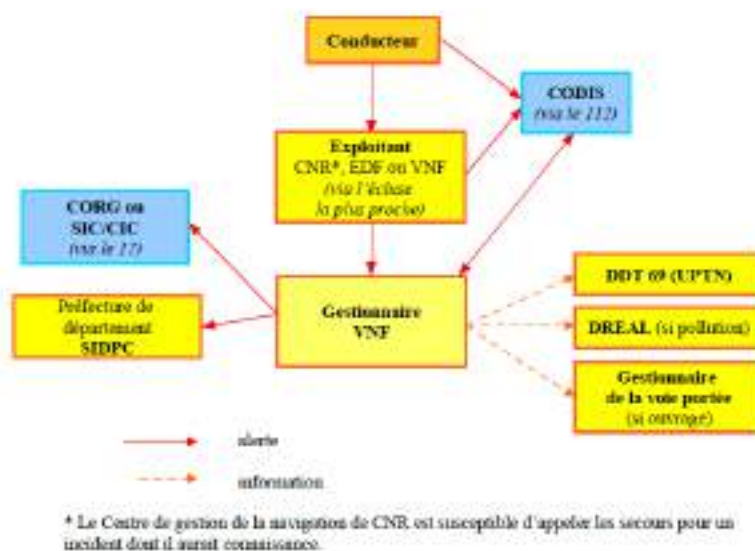 Conducteur
CODIS
(via le 112)
Exploitant
CNR*, EDF ou VNF
(via l'écluse
la plus proche)
CORG ou
SIC/CIC
(via le 17)
DDT 69 (UPTN)
Préfecture de
département
SIDPC
Gestionnaire
VNF
DREAL (si pollution)
Gestionnaire
de la voie portée
(si ouvrage)
alerte
information
* Le Centre de gestion de la navigation de CNR est susceptible d'appeler les secours pour un
incident dont il aurait connaissance.